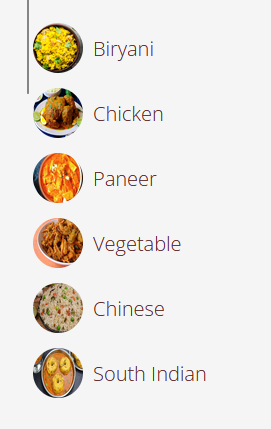 Biryani
Chicken
Paneer
Vegetable
Chinese
South Indian